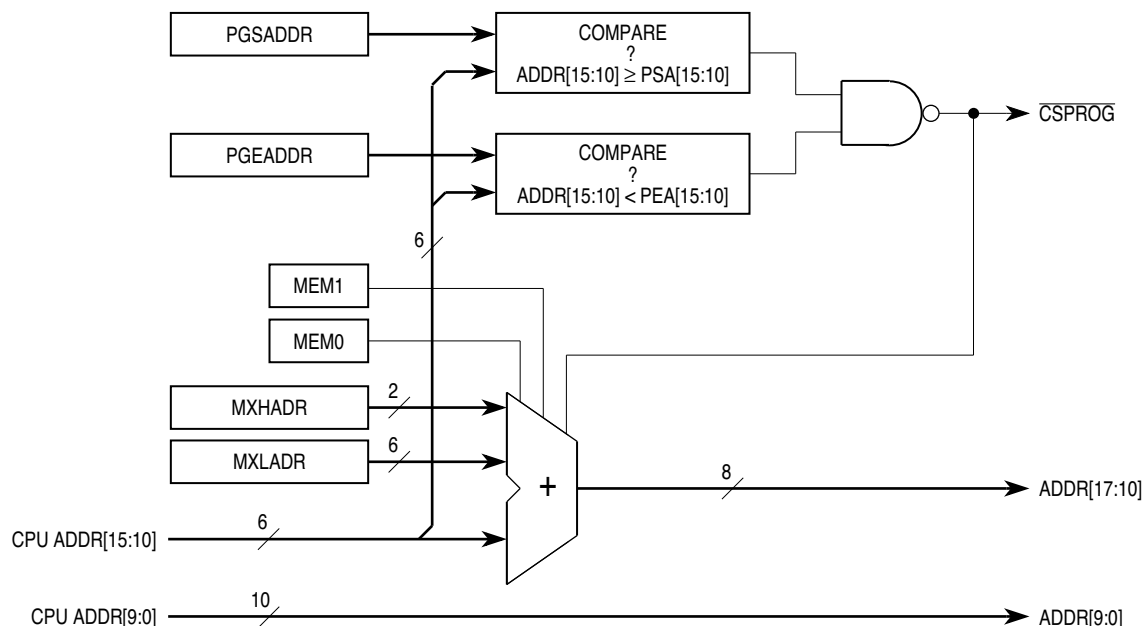 PGSADDR
COMPARE
?
ADDR[15:10] ≥ PSA[15:10]
CSPROG
PGEADDR
COMPARE
?
ADDR[15:10] < PEA[15:10]
6
MEM1
MEM0
MXHADR
2
MXLADR
6
+
8
ADDR[17:10]
CPU ADDR[15:10]
6
CPU ADDR[9:0]
10
ADDR[9:0]